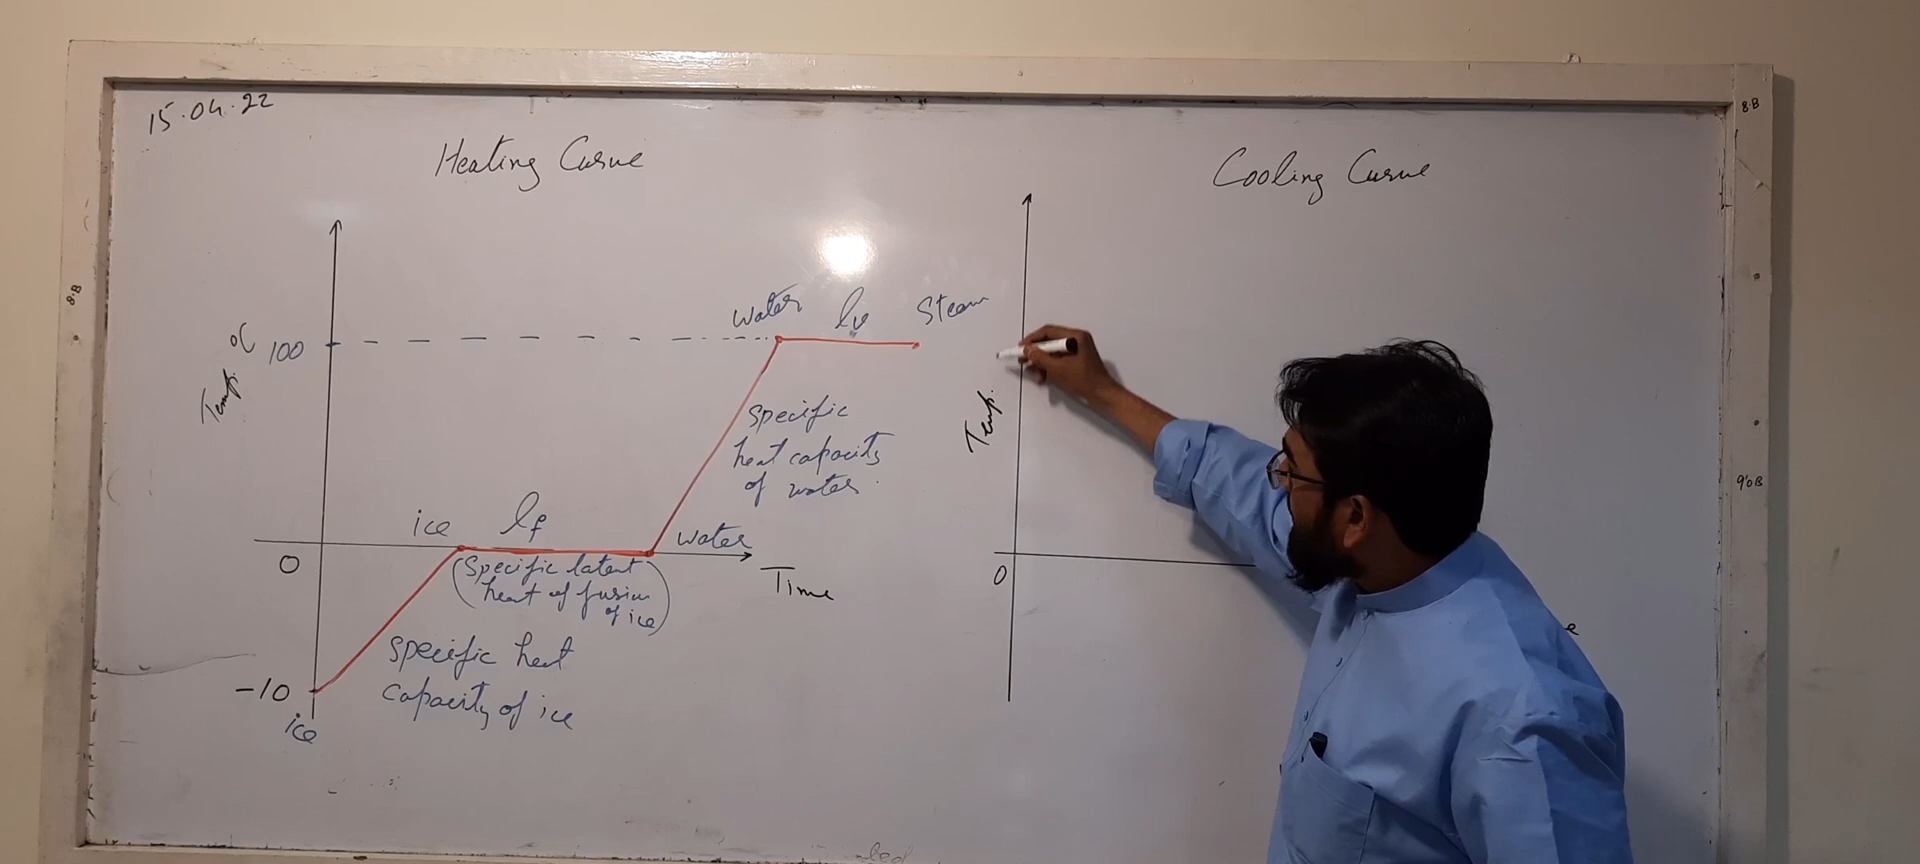 15.04.22
Heating Curve
Cooling Curve
Temp. °C
100
water
lv
Steam
Specific
heat capacity
of water
Temp.
ice
lf
water
0
(Specific latent
heat of fusion
of ice)
Time
0
Specific heat
capacity of ice
-10
ice
e
8.B
8.B